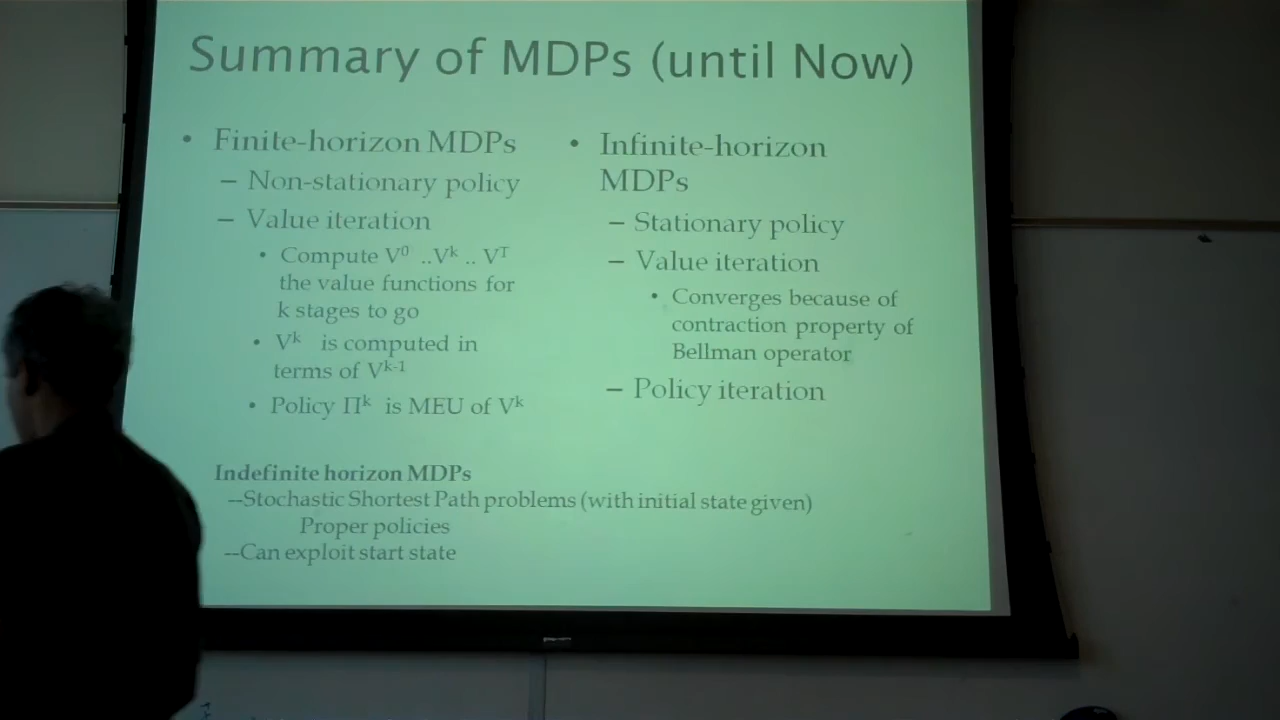 Summary of MDPs (until Now)
• Finite-horizon MDPs
– Non-stationary policy
– Value iteration
• Compute V⁰ ..Vᵏ .. Vᵀ
the value functions for
k stages to go
• Vᵏ is computed in
terms of Vᵏ⁻¹
• Policy Πᵏ is MEU of Vᵏ
• Infinite-horizon
MDPs
– Stationary policy
– Value iteration
• Converges because of
contraction property of
Bellman operator
– Policy iteration
Indefinite horizon MDPs
--Stochastic Shortest Path problems (with initial state given)
Proper policies
--Can exploit start state